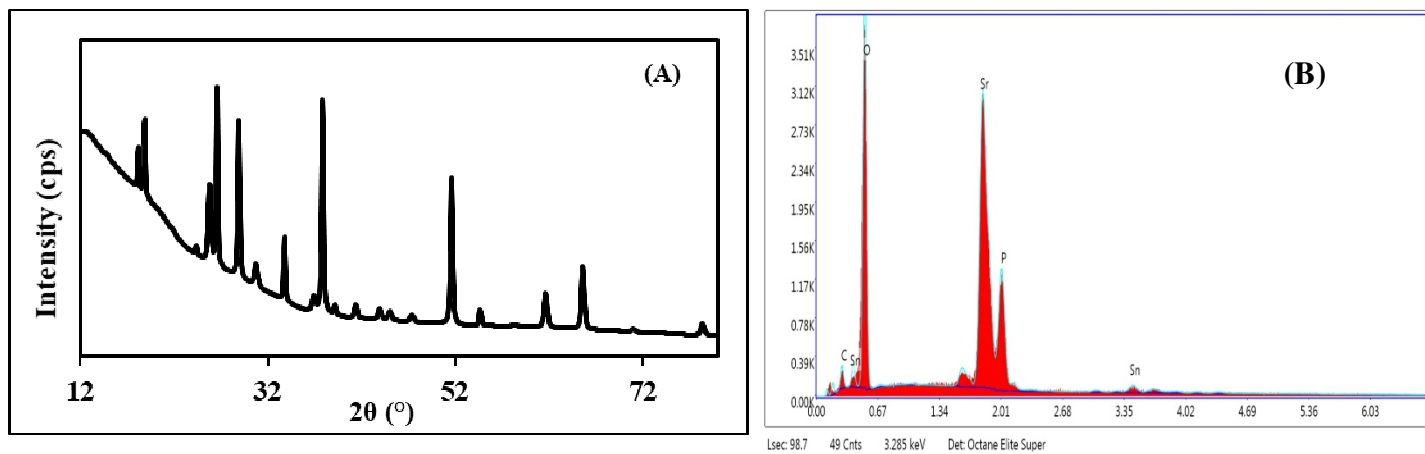 (A)
Intensity (cps)
12 32 52 72
2θ (°)
(B)
3.51K
3.12K
2.73K
2.34K
1.95K
1.56K
1.17K
0.78K
0.39K
0.00K
O
Sr
P
C
Sn
Sn
0.00 0.67 1.34 2.01 2.68 3.35 4.02 4.69 5.36 6.03
Lsec: 98.7 49 Cnts 3.285 keV Det: Octane Elite Super